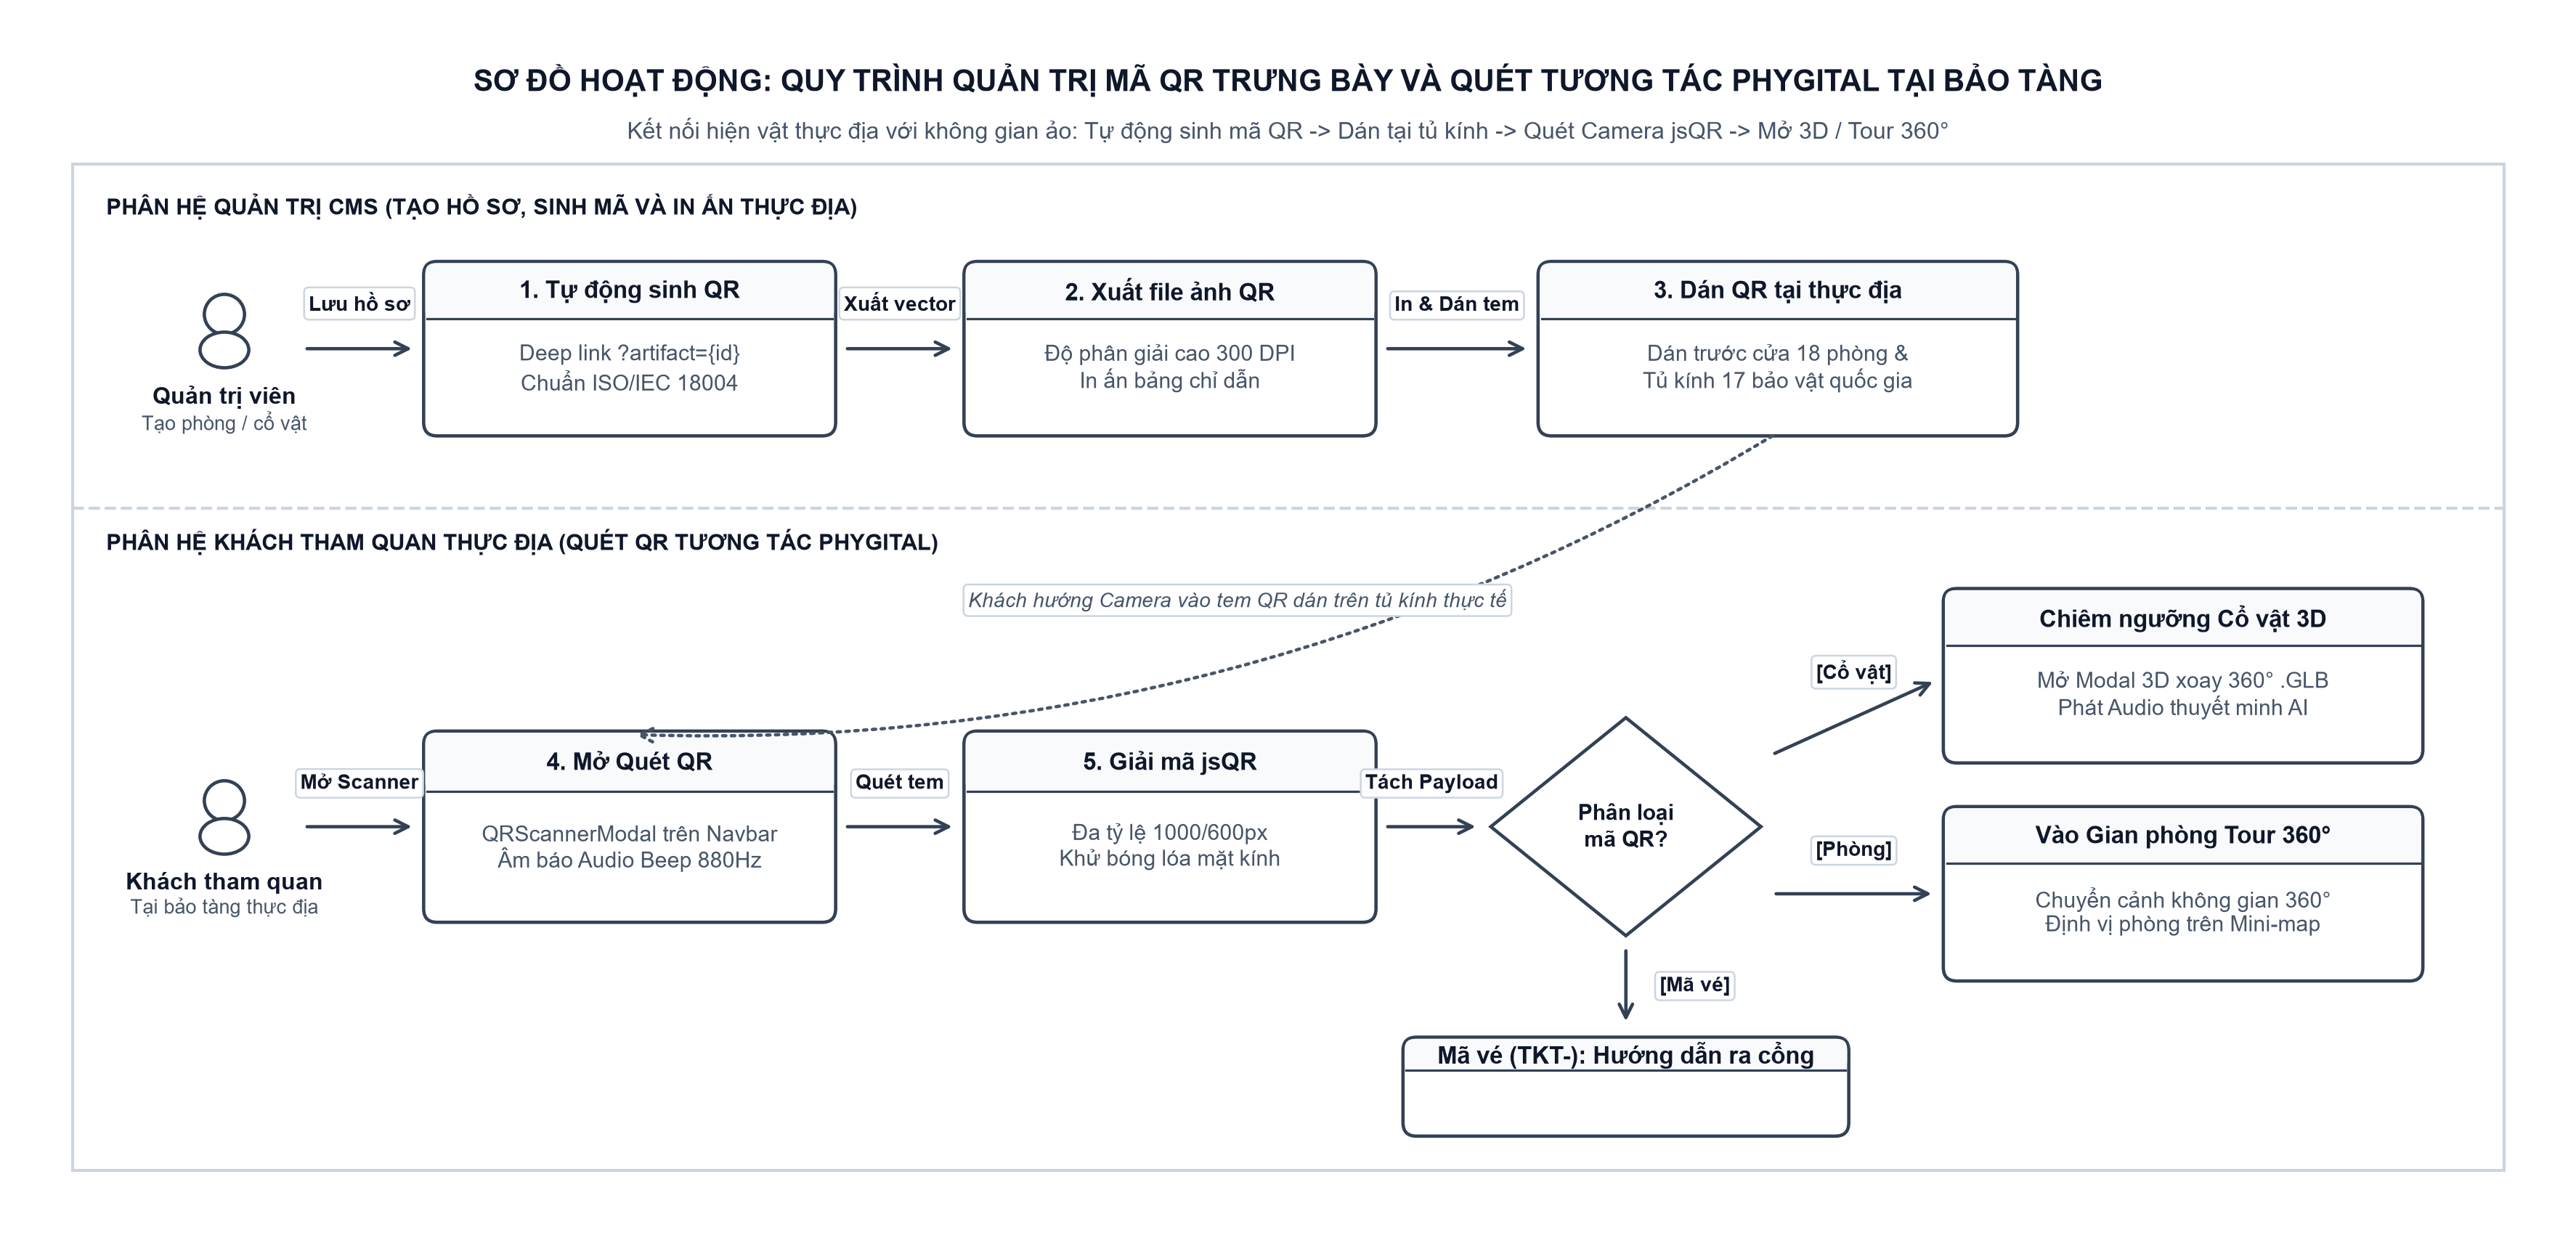 SƠ ĐỒ HOẠT ĐỘNG: QUY TRÌNH QUẢN TRỊ MÃ QR TRƯNG BÀY VÀ QUÉT TƯƠNG TÁC PHYGITAL TẠI BẢO TÀNG
Kết nối hiện vật thực địa với không gian ảo: Tự động sinh mã QR -> Dán tại tủ kính -> Quét Camera jsQR -> Mở 3D / Tour 360°
PHÂN HỆ QUẢN TRỊ CMS (TẠO HỒ SƠ, SINH MÃ VÀ IN ẤN THỰC ĐỊA)
Quản trị viên
Tạo phòng / cổ vật
Lưu hồ sơ
1. Tự động sinh QR
Deep link ?artifact={id}
Chuẩn ISO/IEC 18004
Xuất vector
2. Xuất file ảnh QR
Độ phân giải cao 300 DPI
In ấn bảng chỉ dẫn
In & Dán tem
3. Dán QR tại thực địa
Dán trước cửa 18 phòng &
Tủ kính 17 bảo vật quốc gia
PHÂN HỆ KHÁCH THAM QUAN THỰC ĐỊA (QUÉT QR TƯƠNG TÁC PHYGITAL)
Khách hướng Camera vào tem QR dán trên tủ kính thực tế
Khách tham quan
Tại bảo tàng thực địa
Mở Scanner
4. Mở Quét QR
QRScannerModal trên Navbar
Âm báo Audio Beep 880Hz
Quét tem
5. Giải mã jsQR
Đa tỷ lệ 1000/600px
Khử bóng lóa mặt kính
Tách Payload
Phân loại
mã QR?
[Cổ vật]
Chiêm ngưỡng Cổ vật 3D
Mở Modal 3D xoay 360° .GLB
Phát Audio thuyết minh AI
[Phòng]
Vào Gian phòng Tour 360°
Chuyển cảnh không gian 360°
Định vị phòng trên Mini-map
[Mã vé]
Mã vé (TKT-): Hướng dẫn ra cổng